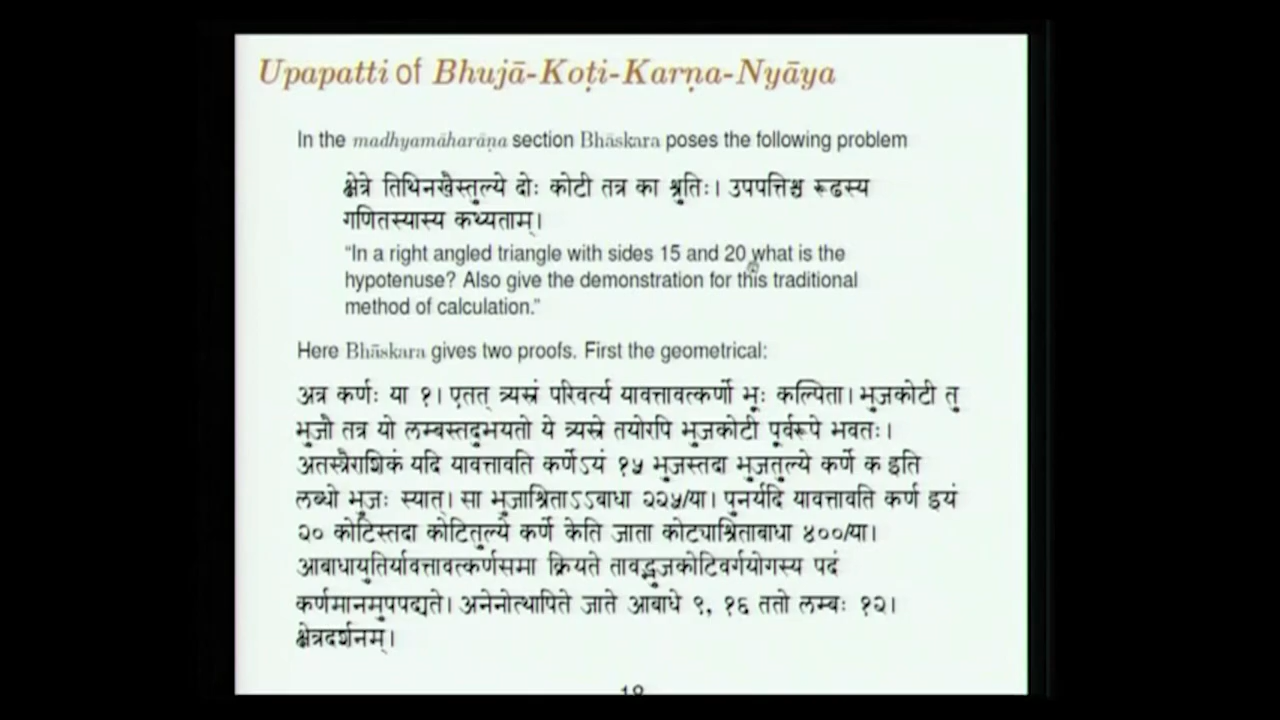 Upapatti of Bhujā-Koṭi-Karṇa-Nyāya
In the madhyamāharāṇa section Bhāskara poses the following problem
क्षेत्रे तिथिनखैस्तुल्ये दोः कोटी तत्र का श्रुतिः। उपपत्तिश्च रूढस्य
गणितस्यास्य कथ्यताम्।
“In a right angled triangle with sides 15 and 20 what is the
hypotenuse? Also give the demonstration for this traditional
method of calculation.”
Here Bhāskara gives two proofs. First the geometrical:
अत्र कर्णः या १। एतत् त्र्यस्रं परिवर्त्य यावत्तावत्कर्णो भूः कल्पिता। भुजकोटी तु
भुजौ तत्र यो लम्बस्तदुभयतो ये त्र्यस्रे तयोरपि भुजकोटी पूर्वरूपे भवतः।
अतस्त्रैराशिकं यदि यावत्तावति कर्णेऽयं १५ भुजस्तदा भुजतुल्ये कर्णे क इति
लब्धो भुजः स्यात्। सा भुजाश्रिताऽऽबाधा २२५/या। पुनर्यदि यावत्तावति कर्ण इयं
२० कोटिस्तदा कोटितुल्ये कर्णे केति जाता कोट्याश्रिताबाधा ४००/या।
आबाधायुतिर्यावत्तावत्कर्णसमा क्रियते तावद्भुजकोटिवर्गयोगस्य पदं
कर्णमानमुपपद्यते। अनेनोत्थापिते जाते आबाधे ९, १६ ततो लम्बः १२।
क्षेत्रदर्शनम्।